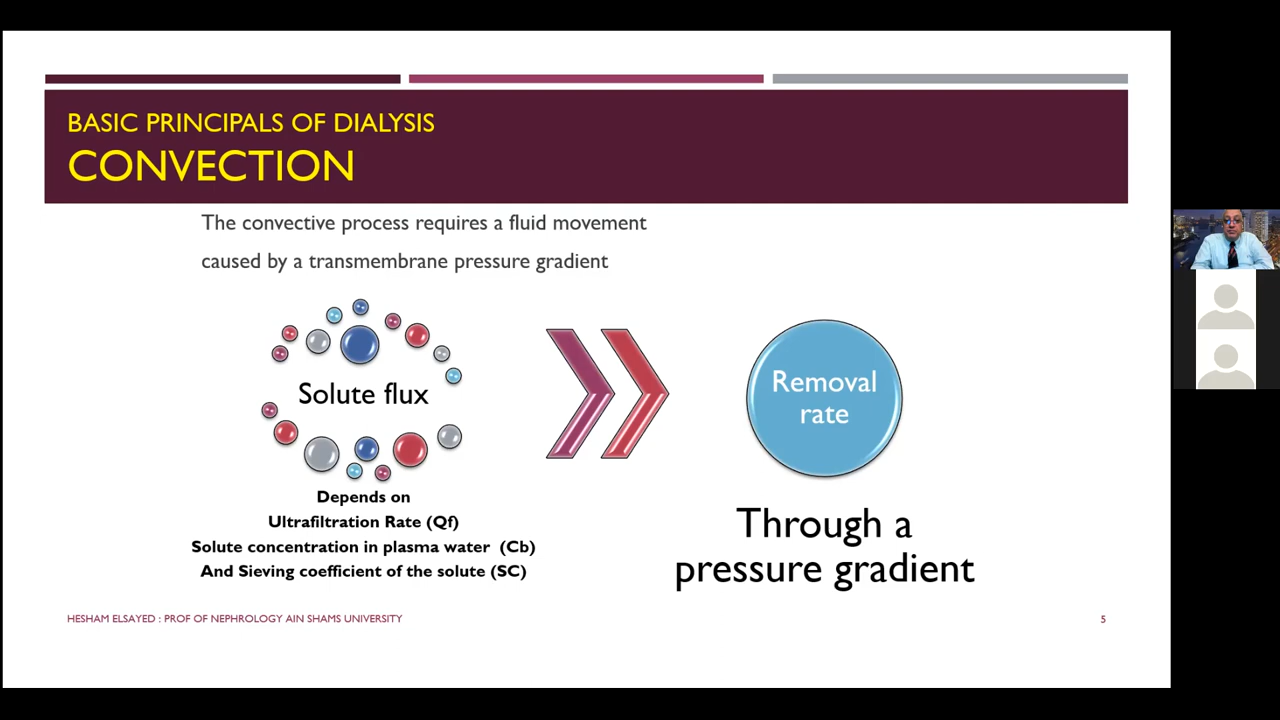 BASIC PRINCIPALS OF DIALYSIS
CONVECTION
The convective process requires a fluid movement
caused by a transmembrane pressure gradient
Solute flux
Depends on
Ultrafiltration Rate (Qf)
Solute concentration in plasma water (Cb)
And Sieving coefficient of the solute (SC)
Removal
rate
Through a
pressure gradient
HESHAM ELSAYED : PROF OF NEPHROLOGY AIN SHAMS UNIVERSITY
5